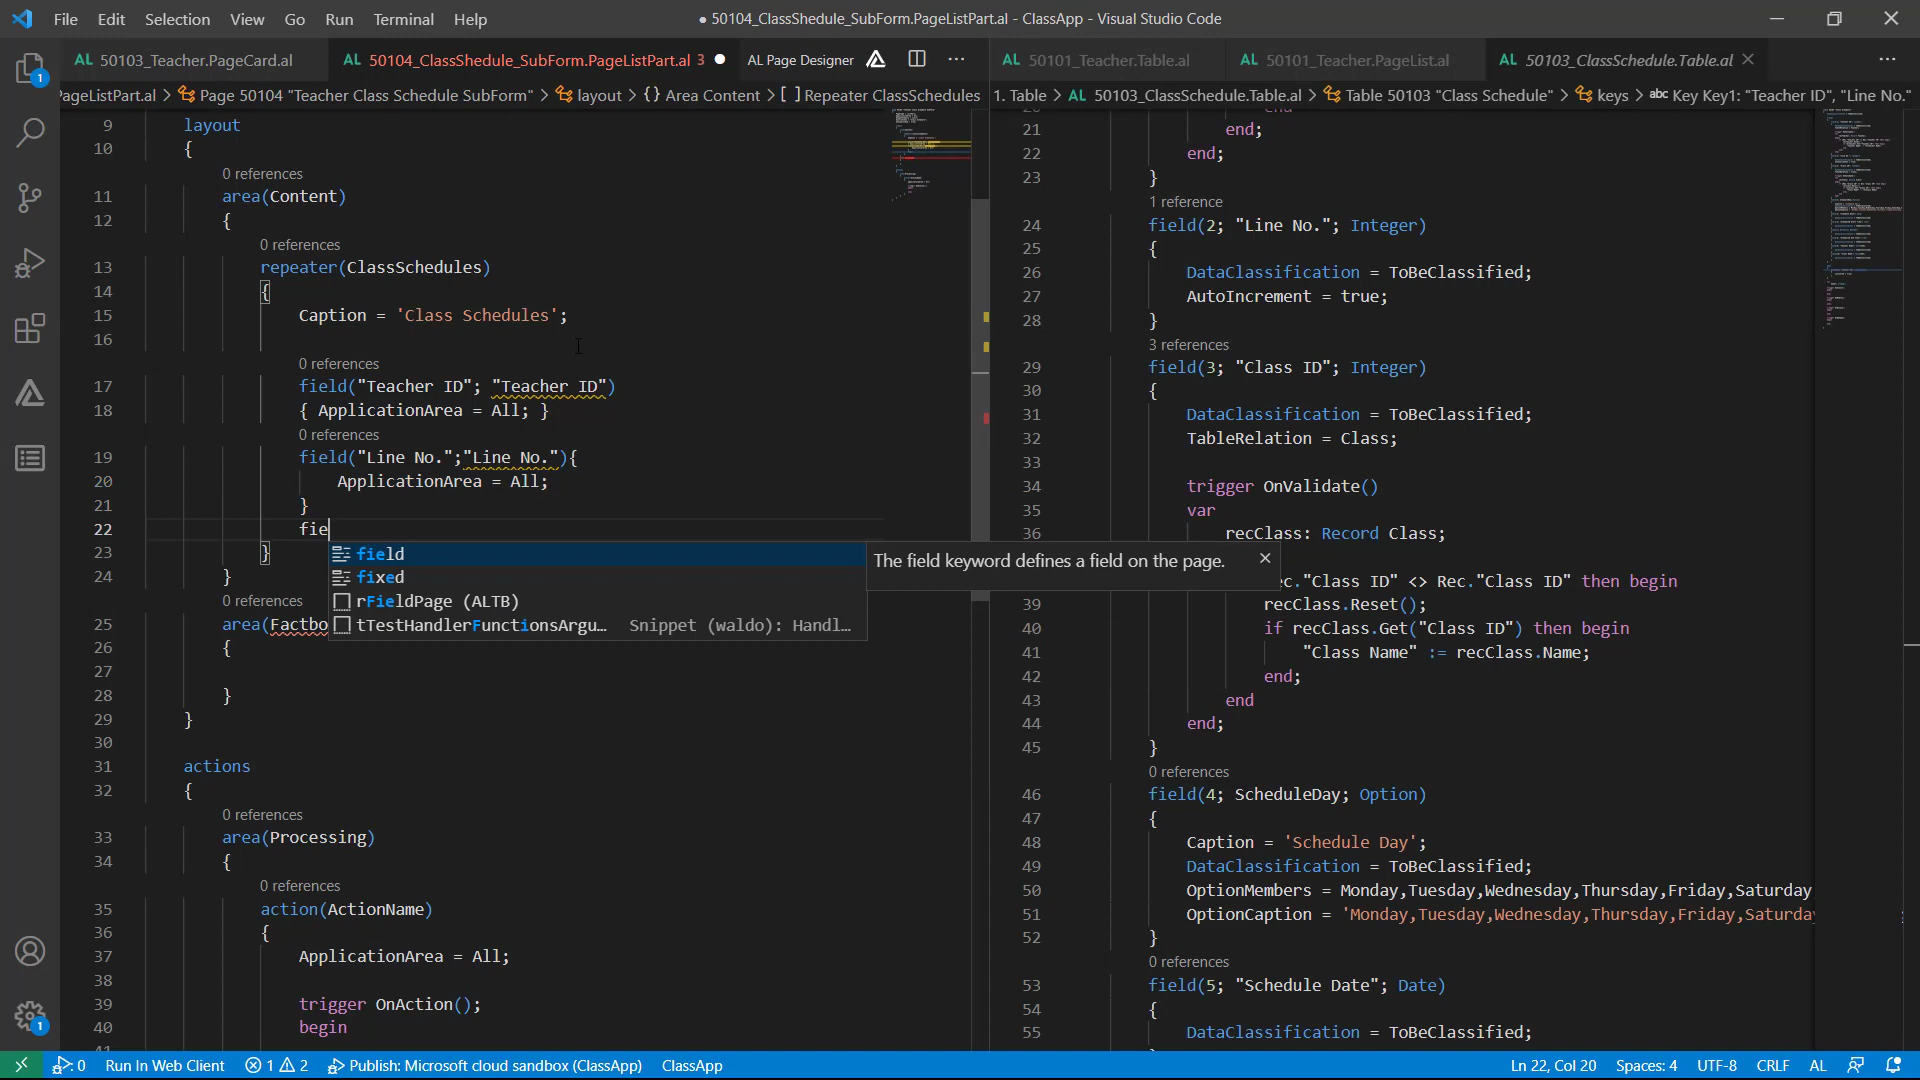 File Edit Selection View Go Run Terminal Help
● 50104_ClassShedule_SubForm.PageListPart.al - ClassApp - Visual Studio Code
AL 50103_Teacher.PageCard.al
AL 50104_ClassShedule_SubForm.PageListPart.al 3 ●
AL Page Designer
AL 50101_Teacher.Table.al
AL 50101_Teacher.PageList.al
AL 50103_ClassSchedule.Table.al
PageListPart.al > Page 50104 "Teacher Class Schedule SubForm" > layout > {} Area Content > [ ] Repeater ClassSchedules
1. Table > AL 50103_ClassSchedule.Table.al > Table 50103 "Class Schedule" > keys > abc Key Key1: "Teacher ID", "Line No."
9 layout
10 {
0 references
11 area(Content)
12 {
0 references
13 repeater(ClassSchedules)
14 {
15 Caption = 'Class Schedules';
16
0 references
17 field("Teacher ID"; "Teacher ID")
18 { ApplicationArea = All; }
0 references
19 field("Line No.";"Line No."){
20 ApplicationArea = All;
21 }
22 fie
field
fixed
rFieldPage (ALTB)
tTestHandlerFunctionsArgu... Snippet (waldo): Handl...
The field keyword defines a field on the page.
23 }
24 }
0 references
25 area(Factbo
26 {
27
28 }
29 }
30
31 actions
32 {
0 references
33 area(Processing)
34 {
0 references
35 action(ActionName)
36 {
37 ApplicationArea = All;
38
39 trigger OnAction();
40 begin
21 end;
22 end;
23 }
1 reference
24 field(2; "Line No."; Integer)
25 {
26 DataClassification = ToBeClassified;
27 AutoIncrement = true;
28 }
3 references
29 field(3; "Class ID"; Integer)
30 {
31 DataClassification = ToBeClassified;
32 TableRelation = Class;
33
34 trigger OnValidate()
35 var
36 recClass: Record Class;
ec."Class ID" <> Rec."Class ID" then begin
39 recClass.Reset();
40 if recClass.Get("Class ID") then begin
41 "Class Name" := recClass.Name;
42 end;
43 end
44 end;
45 }
0 references
46 field(4; ScheduleDay; Option)
47 {
48 Caption = 'Schedule Day';
49 DataClassification = ToBeClassified;
50 OptionMembers = Monday,Tuesday,Wednesday,Thursday,Friday,Saturday
51 OptionCaption = 'Monday,Tuesday,Wednesday,Thursday,Friday,Saturday
52 }
0 references
53 field(5; "Schedule Date"; Date)
54 {
55 DataClassification = ToBeClassified;
0 Run In Web Client 1 2 Publish: Microsoft cloud sandbox (ClassApp) ClassApp
Ln 22, Col 20 Spaces: 4 UTF-8 CRLF AL